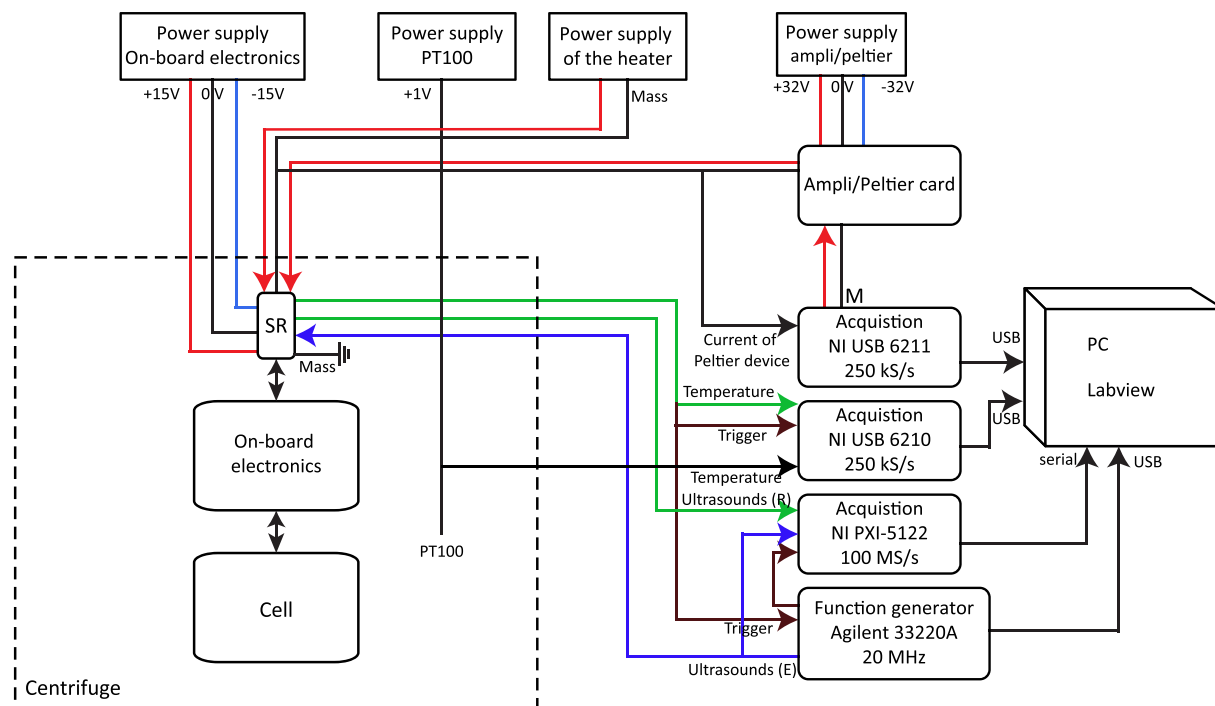 Power supply
On-board electronics
Power supply
PT100
Power supply
of the heater
Power supply
ampli/peltier
+15V
0 V
-15V
+1V
Mass
+32V
0 V
-32V
Ampli/Peltier card
M
SR
Mass
Current of
Peltier device
Acquistion
NI USB 6211
250 kS/s
USB
PC
Labview
Temperature
Trigger
Acquistion
NI USB 6210
250 kS/s
USB
On-board
electronics
Temperature
Ultrasounds (R)
serial
USB
Acquistion
NI PXI-5122
100 MS/s
PT100
Cell
Trigger
Function generator
Agilent 33220A
20 MHz
Ultrasounds (E)
Centrifuge